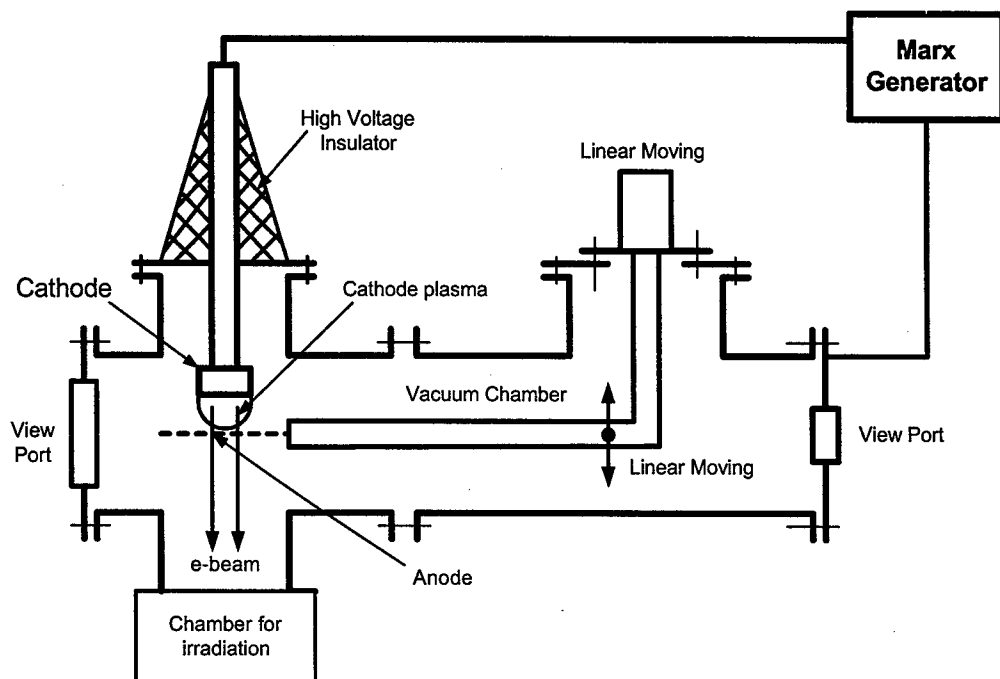 Marx
Generator
High Voltage
Insulator
Linear Moving
Cathode
Cathode plasma
Vacuum Chamber
View
Port
View Port
Linear Moving
e-beam
Anode
Chamber for
irradiation